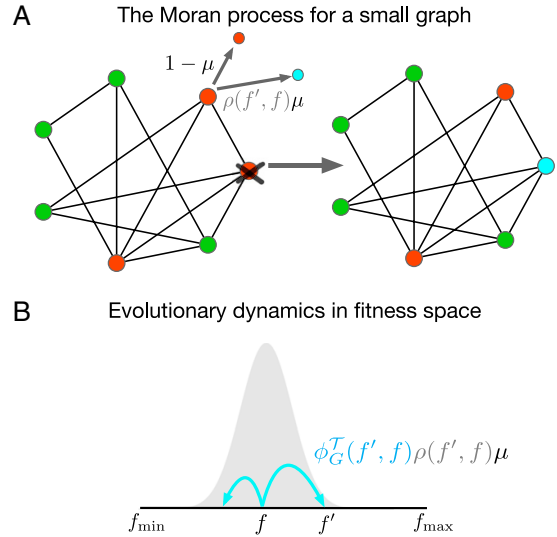 A
The Moran process for a small graph
1 − μ
ρ(f′, f)μ
B
Evolutionary dynamics in fitness space
ϕ_G^𝒯(f′, f)ρ(f′, f)μ
f_min f f′ f_max